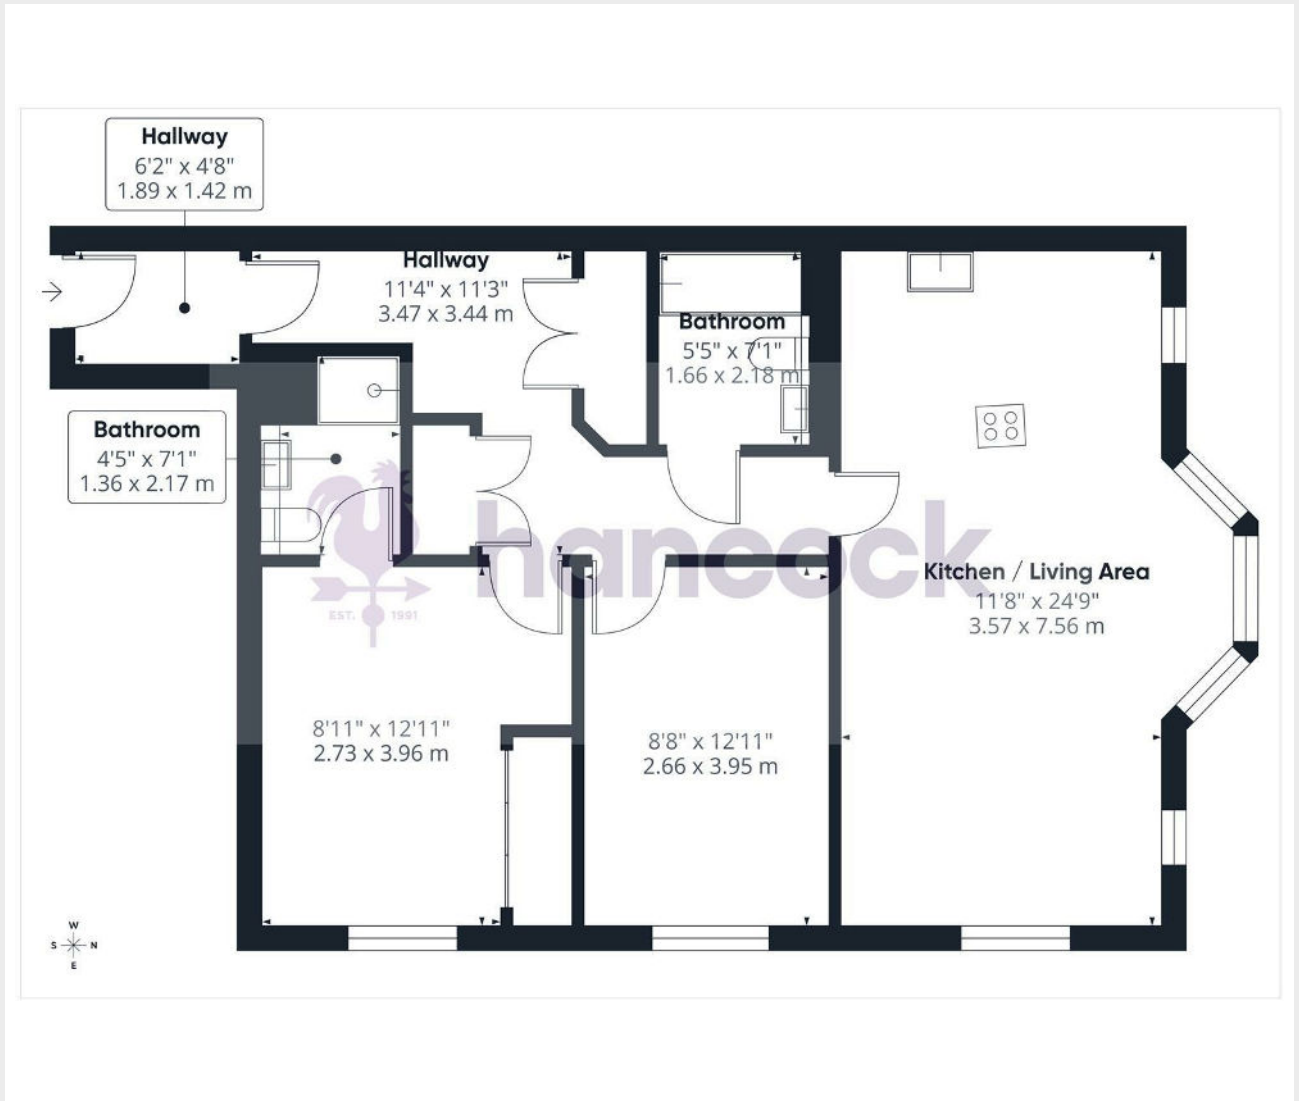 Hallway
6'2" x 4'8"
1.89 x 1.42 m
Hallway
11'4" x 11'3"
3.47 x 3.44 m
Bathroom
5'5" x 7'1"
1.66 x 2.18 m
Bathroom
4'5" x 7'1"
1.36 x 2.17 m
hancock
EST. 1991
Kitchen / Living Area
11'8" x 24'9"
3.57 x 7.56 m
8'11" x 12'11"
2.73 x 3.96 m
8'8" x 12'11"
2.66 x 3.95 m
W
S N
E